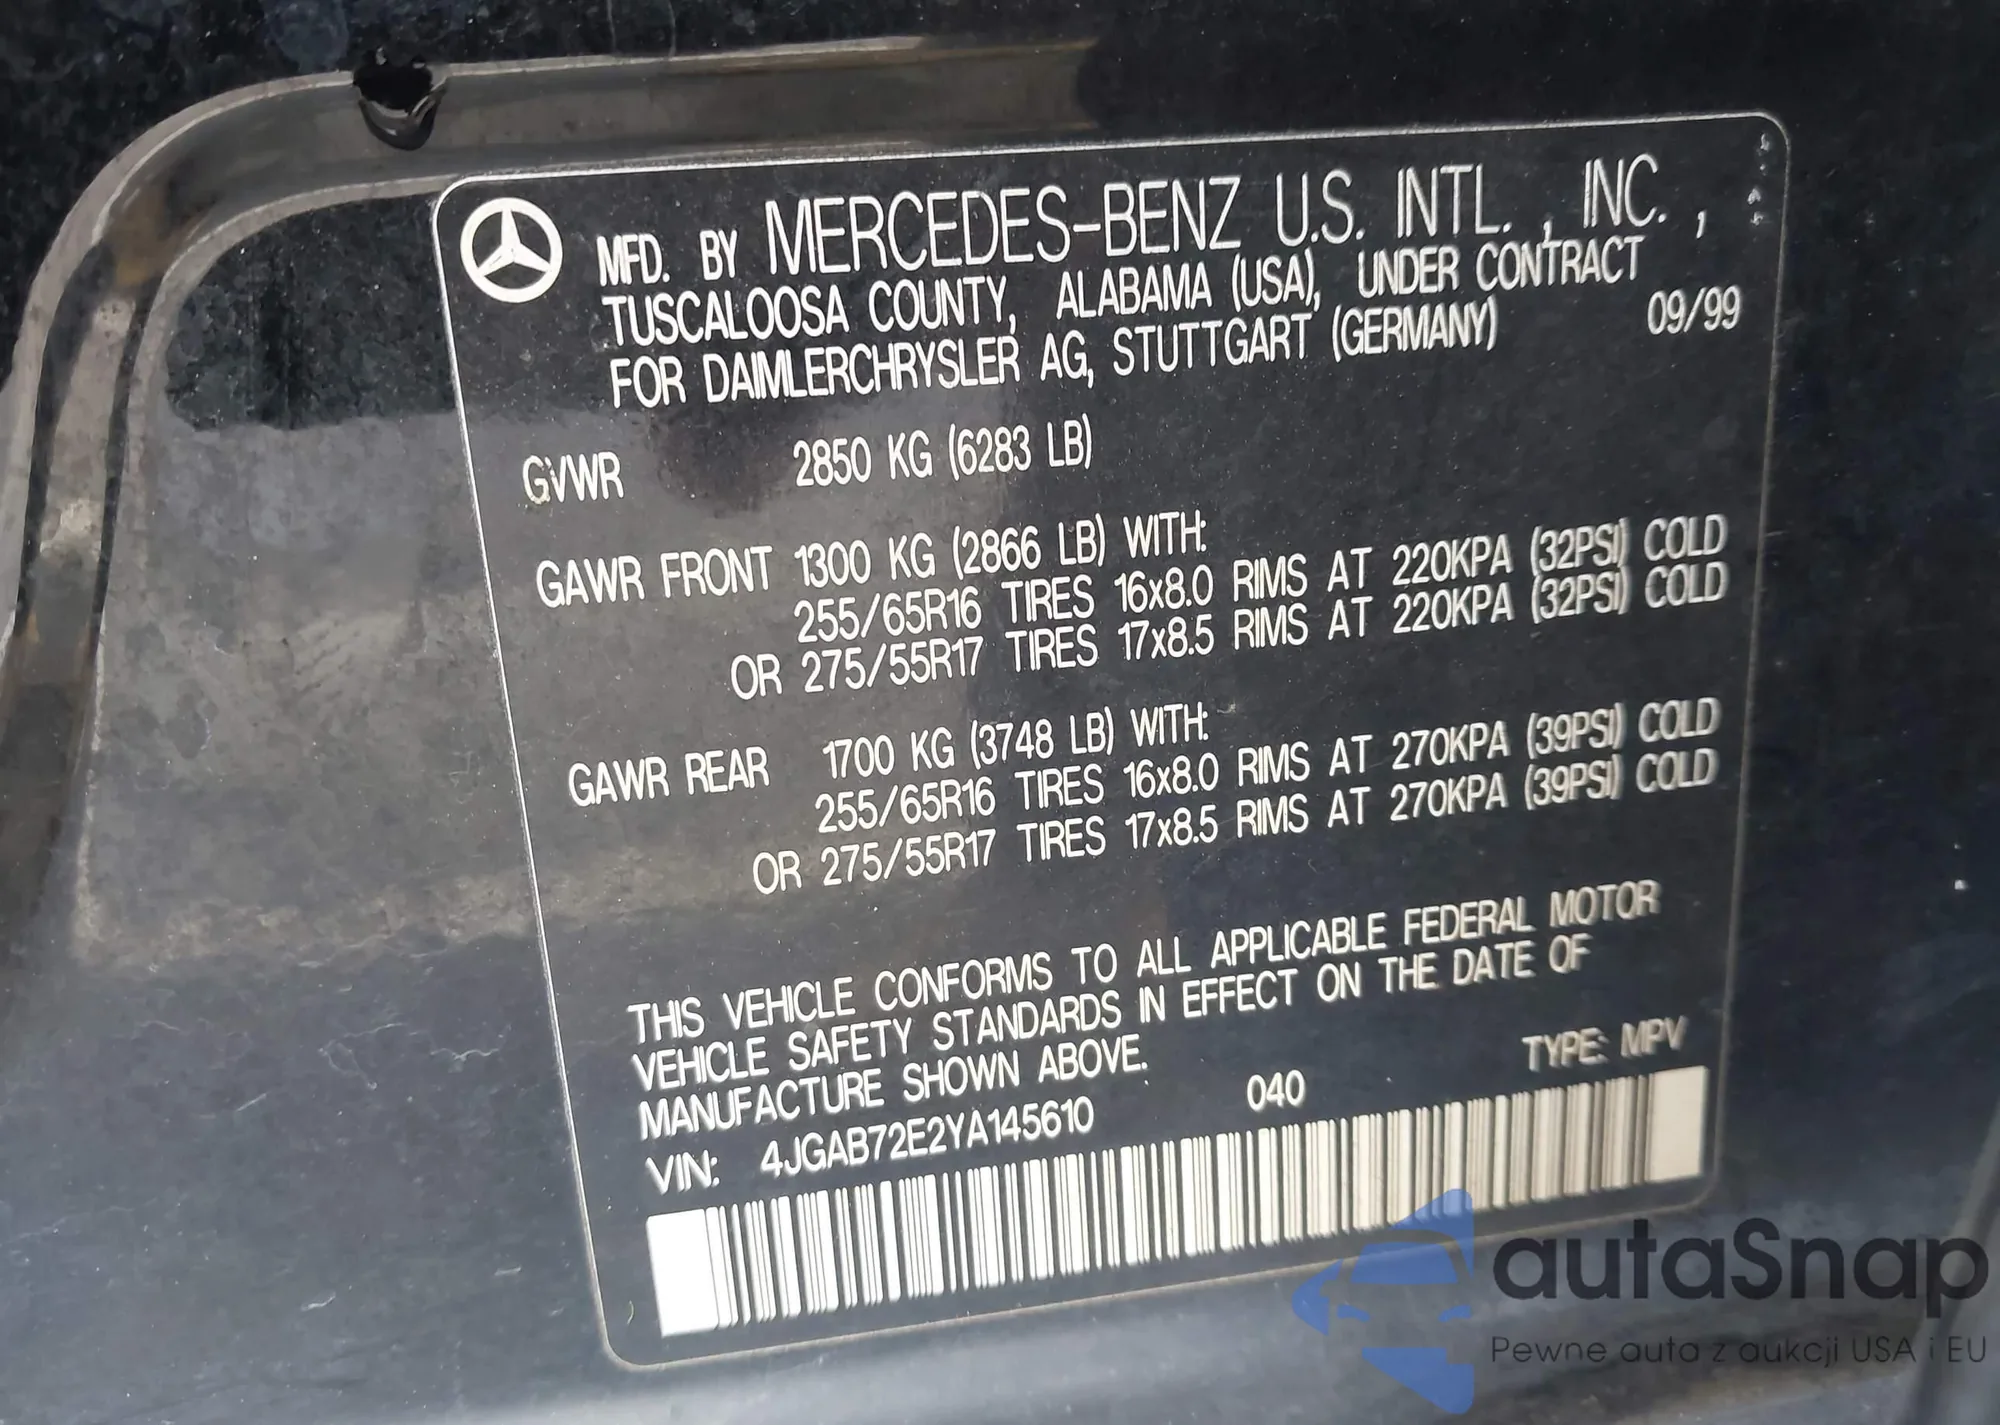 MFD. BY MERCEDES-BENZ U.S. INTL., INC.,
TUSCALOOSA COUNTY, ALABAMA (USA), UNDER CONTRACT
FOR DAIMLERCHRYSLER AG, STUTTGART (GERMANY) 09/99
GVWR 2850 KG (6283 LB)
GAWR FRONT 1300 KG (2866 LB) WITH:
255/65R16 TIRES 16x8.0 RIMS AT 220KPA (32PSI) COLD
OR 275/55R17 TIRES 17x8.5 RIMS AT 220KPA (32PSI) COLD
GAWR REAR 1700 KG (3748 LB) WITH:
255/65R16 TIRES 16x8.0 RIMS AT 270KPA (39PSI) COLD
OR 275/55R17 TIRES 17x8.5 RIMS AT 270KPA (39PSI) COLD
THIS VEHICLE CONFORMS TO ALL APPLICABLE FEDERAL MOTOR
VEHICLE SAFETY STANDARDS IN EFFECT ON THE DATE OF
MANUFACTURE SHOWN ABOVE. TYPE: MPV
VIN: 4JGAB72E2YA145610 040
autaSnap
Pewne auta z aukcji USA i EU